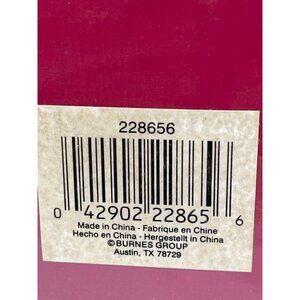 228656
0 42902 22865 6
Made in China - Fabrique en Chine
Hecho en China - Hergestellt in China
©BURNES GROUP
Austin, TX 78729